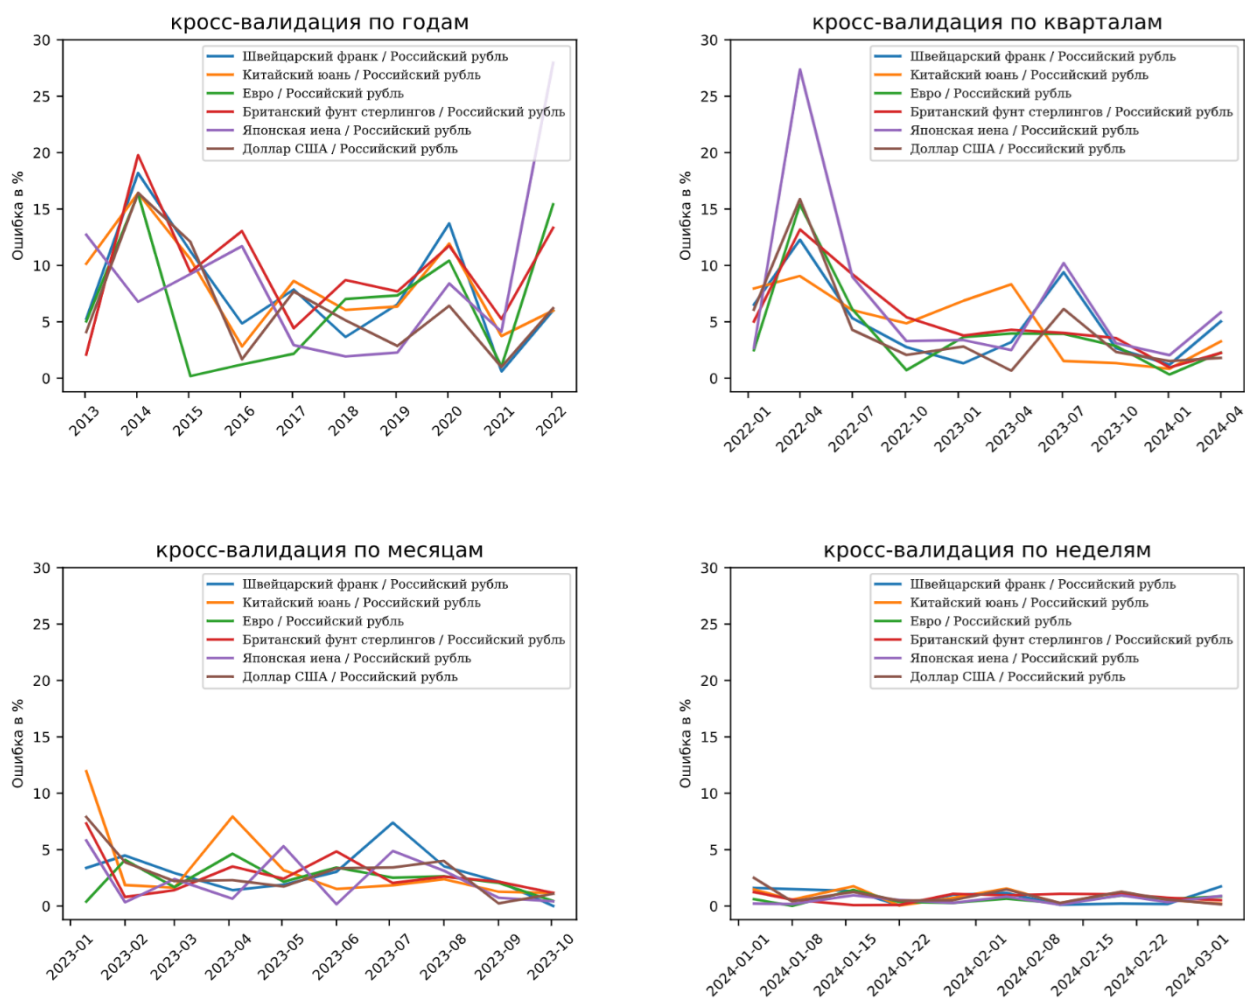 кросс-валидация по годам
Ошибка в %
30
25
20
15
10
5
0
Швейцарский франк / Российский рубль
Китайский юань / Российский рубль
Евро / Российский рубль
Британский фунт стерлингов / Российский рубль
Японская иена / Российский рубль
Доллар США / Российский рубль
2013
2014
2015
2016
2017
2018
2019
2020
2021
2022
кросс-валидация по кварталам
Ошибка в %
30
25
20
15
10
5
0
Швейцарский франк / Российский рубль
Китайский юань / Российский рубль
Евро / Российский рубль
Британский фунт стерлингов / Российский рубль
Японская иена / Российский рубль
Доллар США / Российский рубль
2022-01
2022-04
2022-07
2022-10
2023-01
2023-04
2023-07
2023-10
2024-01
2024-04
кросс-валидация по месяцам
Ошибка в %
30
25
20
15
10
5
0
Швейцарский франк / Российский рубль
Китайский юань / Российский рубль
Евро / Российский рубль
Британский фунт стерлингов / Российский рубль
Японская иена / Российский рубль
Доллар США / Российский рубль
2023-01
2023-02
2023-03
2023-04
2023-05
2023-06
2023-07
2023-08
2023-09
2023-10
кросс-валидация по неделям
Ошибка в %
30
25
20
15
10
5
0
Швейцарский франк / Российский рубль
Китайский юань / Российский рубль
Евро / Российский рубль
Британский фунт стерлингов / Российский рубль
Японская иена / Российский рубль
Доллар США / Российский рубль
2024-01-01
2024-01-08
2024-01-15
2024-01-22
2024-02-01
2024-02-08
2024-02-15
2024-02-22
2024-03-01